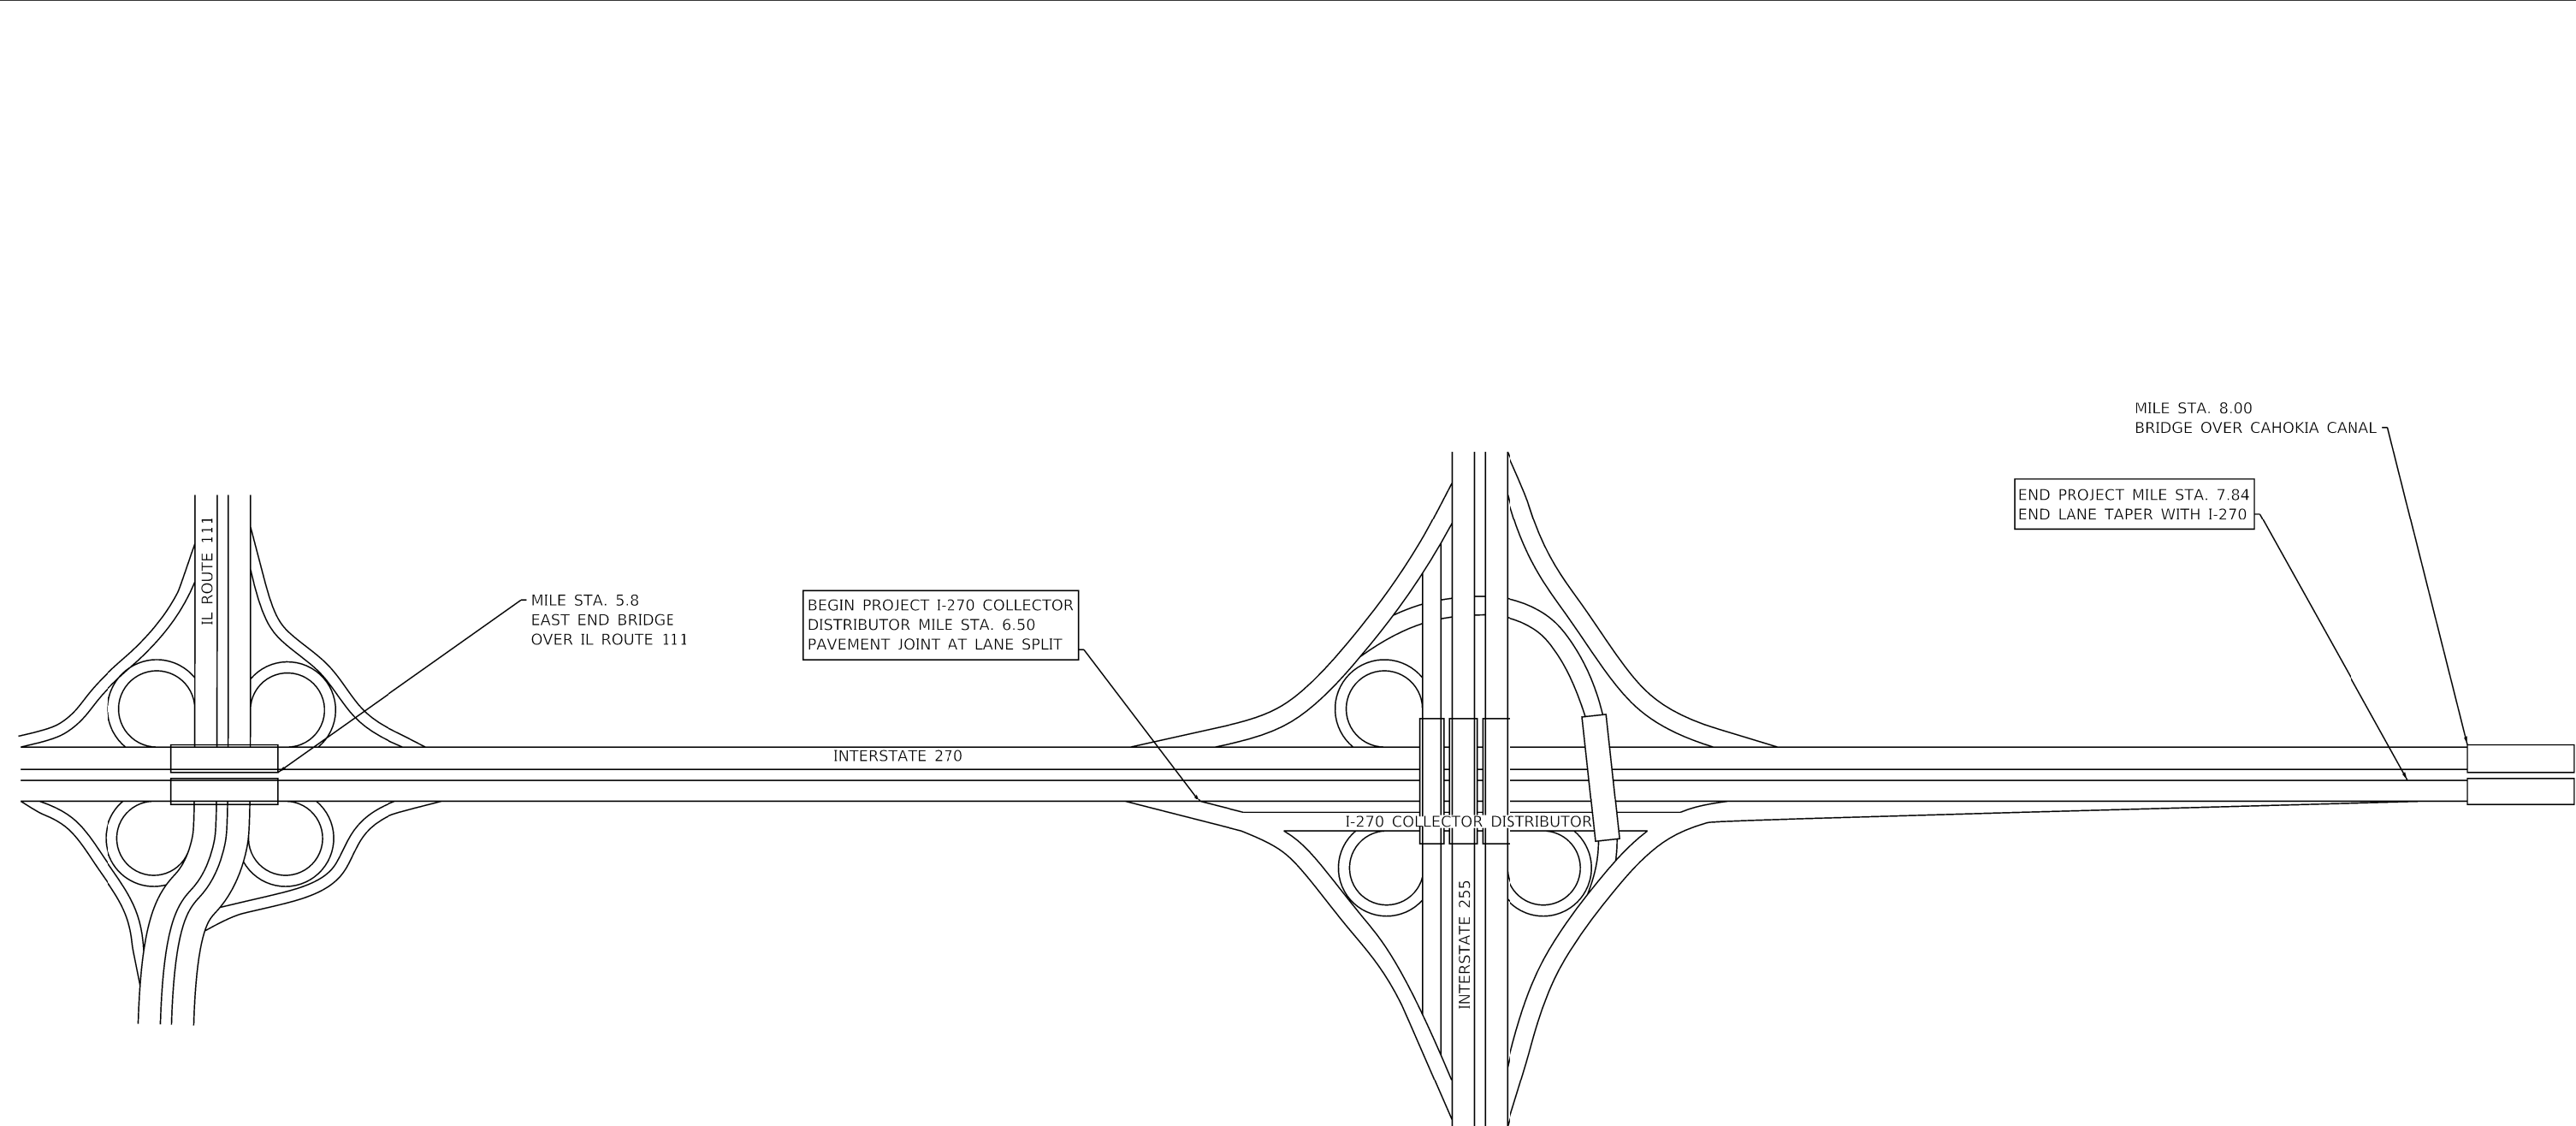 MILE STA. 8.00
BRIDGE OVER CAHOKIA CANAL
END PROJECT MILE STA. 7.84
END LANE TAPER WITH I-270
IL ROUTE 111
MILE STA. 5.8
EAST END BRIDGE
OVER IL ROUTE 111
BEGIN PROJECT I-270 COLLECTOR
DISTRIBUTOR MILE STA. 6.50
PAVEMENT JOINT AT LANE SPLIT
INTERSTATE 270
I-270 COLLECTOR DISTRIBUTOR
INTERSTATE 255